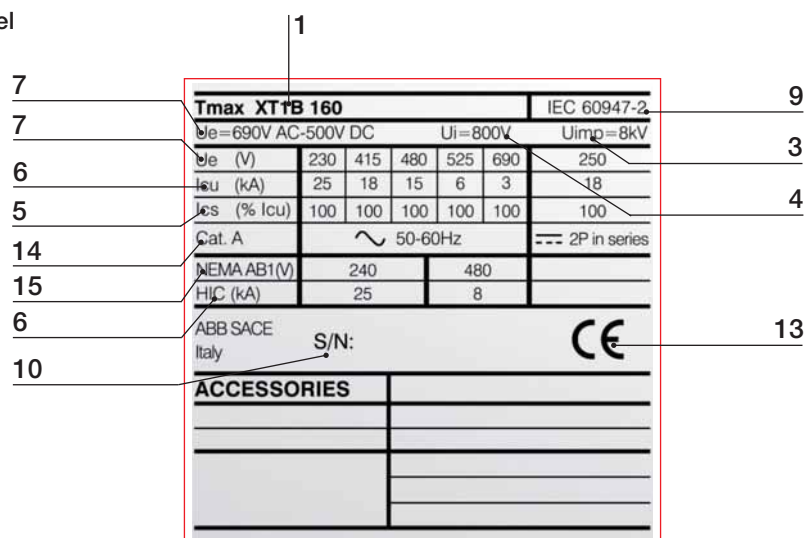 el
1
7
7
6
5
14
15
6
10
9
3
4
13
Tmax XT1B 160 IEC 60947-2
Ue=690V AC-500V DC Ui=800V Uimp=8kV
Ue (V) 230 415 480 525 690 250
Icu (kA) 25 18 15 6 3 18
Ics (% Icu) 100 100 100 100 100 100
Cat. A 50-60Hz 2P in series
NEMA AB1(V) 240 480
HIC (kA) 25 8
ABB SACE
Italy
S/N:
CE
ACCESSORIES